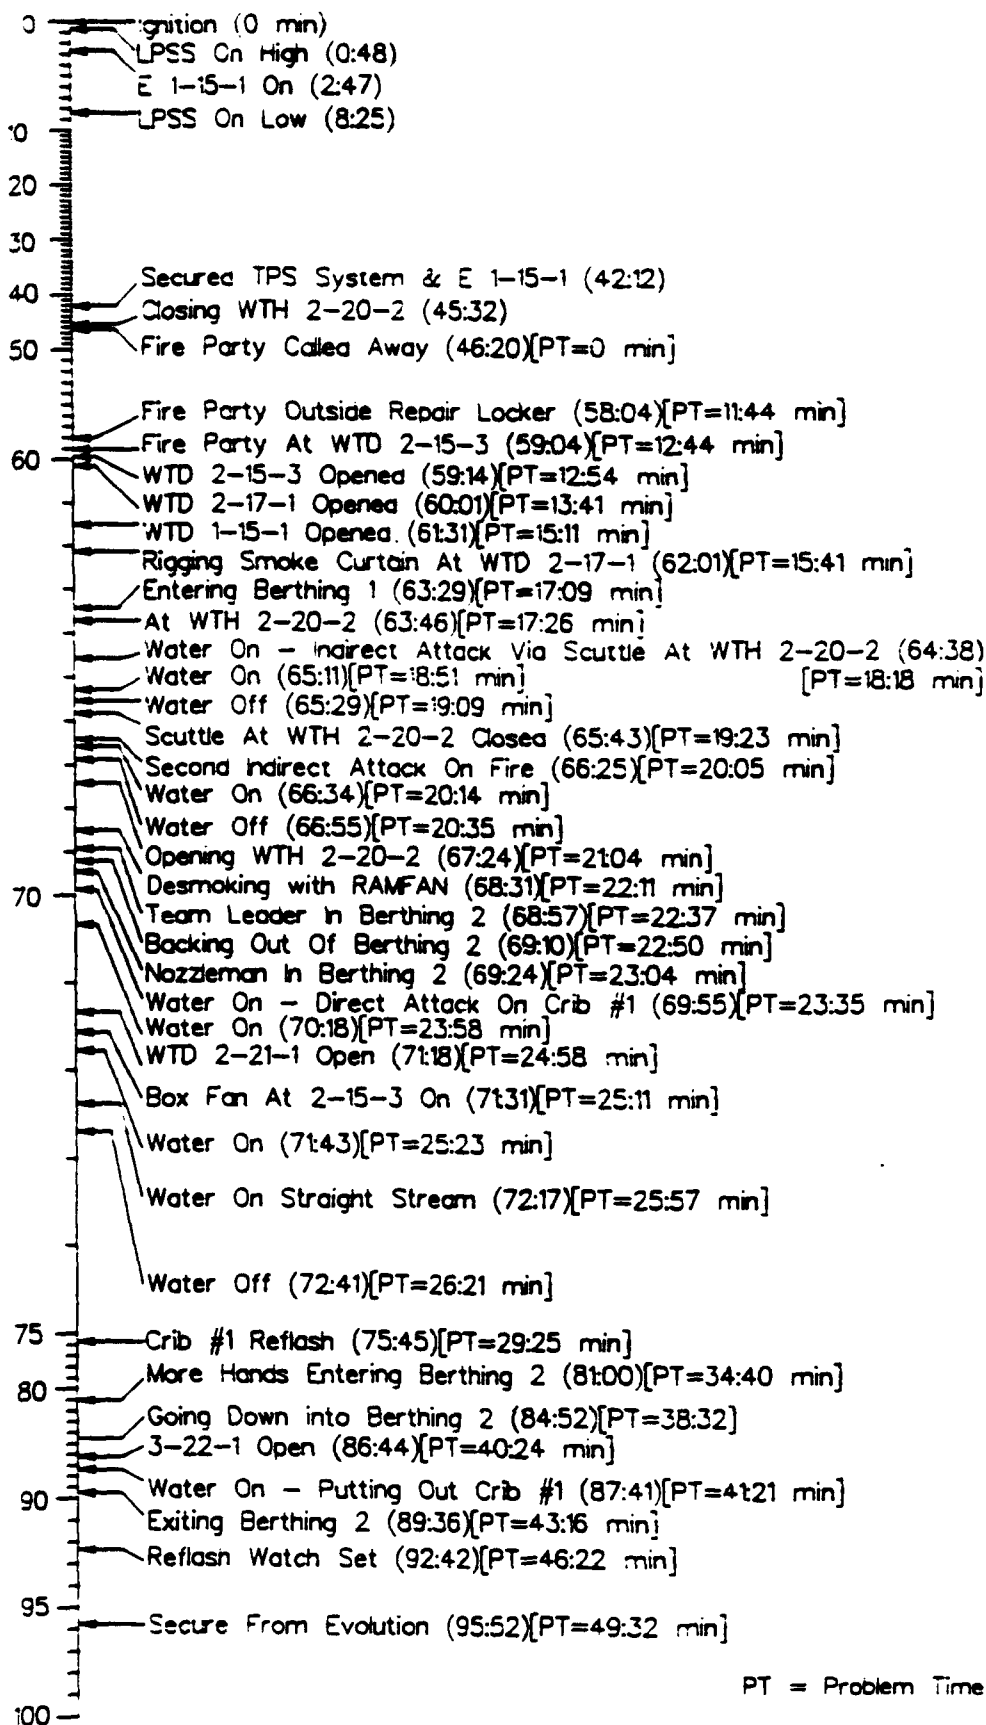 0
Ignition (0 min)
LPSS On High (0:48)
E 1-15-1 On (2:47)
LPSS On Low (8:25)
10
20
30
Secured TPS System & E 1-15-1 (42:12)
40
Closing WTH 2-20-2 (45:32)
50
Fire Party Called Away (46:20)[PT=0 min]
Fire Party Outside Repair Locker (58:04)[PT=11:44 min]
Fire Party At WTD 2-15-3 (59:04)[PT=12:44 min]
60
WTD 2-15-3 Opened (59:14)[PT=12:54 min]
WTD 2-17-1 Opened (60:01)[PT=13:41 min]
WTD 1-15-1 Opened. (61:31)[PT=15:11 min]
Rigging Smoke Curtain At WTD 2-17-1 (62:01)[PT=15:41 min]
Entering Berthing 1 (63:29)[PT=17:09 min]
At WTH 2-20-2 (63:46)[PT=17:26 min]
Water On - Indirect Attack Via Scuttle At WTH 2-20-2 (64:38)
[PT=18:18 min]
Water On (65:11)[PT=18:51 min]
Water Off (65:29)[PT=19:09 min]
Scuttle At WTH 2-20-2 Closed (65:43)[PT=19:23 min]
Second Indirect Attack On Fire (66:25)[PT=20:05 min]
Water On (66:34)[PT=20:14 min]
Water Off (66:55)[PT=20:35 min]
Opening WTH 2-20-2 (67:24)[PT=21:04 min]
Desmoking with RAMFAN (68:31)[PT=22:11 min]
70
Team Leader In Berthing 2 (68:57)[PT=22:37 min]
Backing Out Of Berthing 2 (69:10)[PT=22:50 min]
Nozzleman In Berthing 2 (69:24)[PT=23:04 min]
Water On - Direct Attack On Crib #1 (69:55)[PT=23:35 min]
Water On (70:18)[PT=23:58 min]
WTD 2-21-1 Open (71:18)[PT=24:58 min]
Box Fan At 2-15-3 On (71:31)[PT=25:11 min]
Water On (71:43)[PT=25:23 min]
Water On Straight Stream (72:17)[PT=25:57 min]
Water Off (72:41)[PT=26:21 min]
75
Crib #1 Reflash (75:45)[PT=29:25 min]
More Hands Entering Berthing 2 (81:00)[PT=34:40 min]
80
Going Down into Berthing 2 (84:52)[PT=38:32]
3-22-1 Open (86:44)[PT=40:24 min]
Water On - Putting Out Crib #1 (87:41)[PT=41:21 min]
90
Exiting Berthing 2 (89:36)[PT=43:16 min]
Reflash Watch Set (92:42)[PT=46:22 min]
95
Secure From Evolution (95:52)[PT=49:32 min]
PT = Problem Time
100